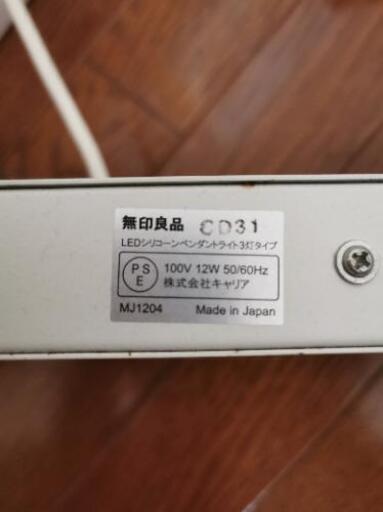 無印良品 CD31
LEDシリコーンペンダントライト3灯タイプ
PS
E
100V 12W 50/60Hz
株式会社キャリア
MJ1204 Made in Japan